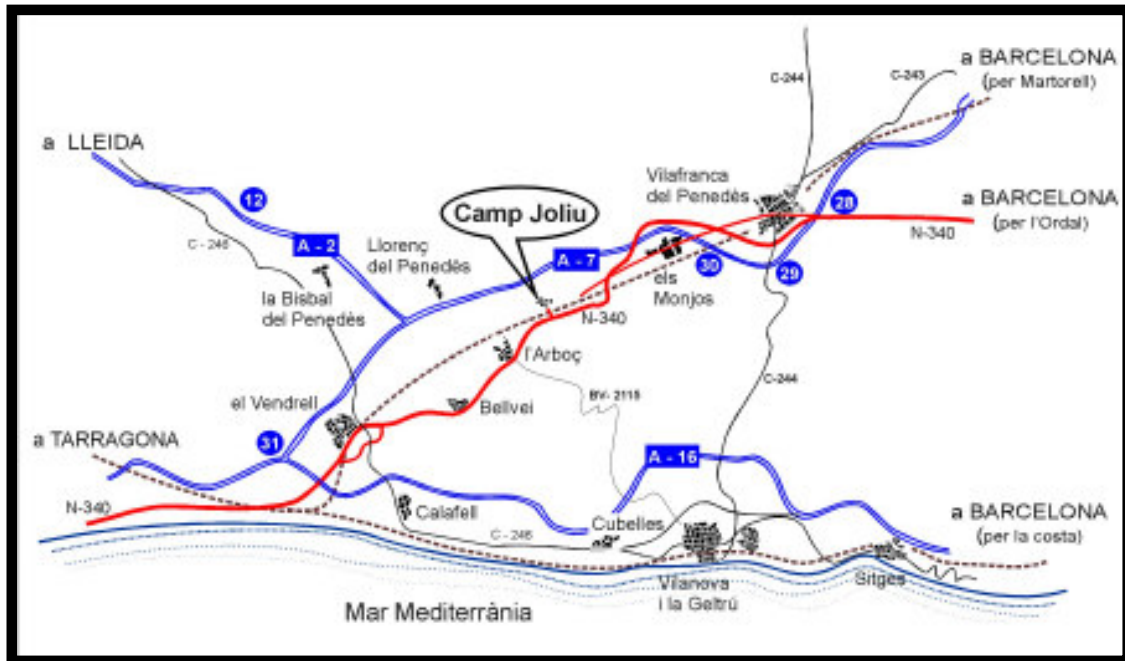 a BARCELONA
(per Martorell)
C-244
C-243
a LLEIDA
12
Vilafranca
del Penedès
28
a BARCELONA
(per l'Ordal)
N-340
Camp Joliu
C - 246
A - 2
Llorenç
del Penedès
A - 7
30
29
la Bisbal
del Penedès
els
Monjos
N-340
l'Arboç
C-244
BV- 2115
el Vendrell
Bellvei
a TARRAGONA
31
A - 16
N-340
Calafell
Cubelles
a BARCELONA
(per la costa)
C - 246
Vilanova
i la Geltrú
Sitges
Mar Mediterrània